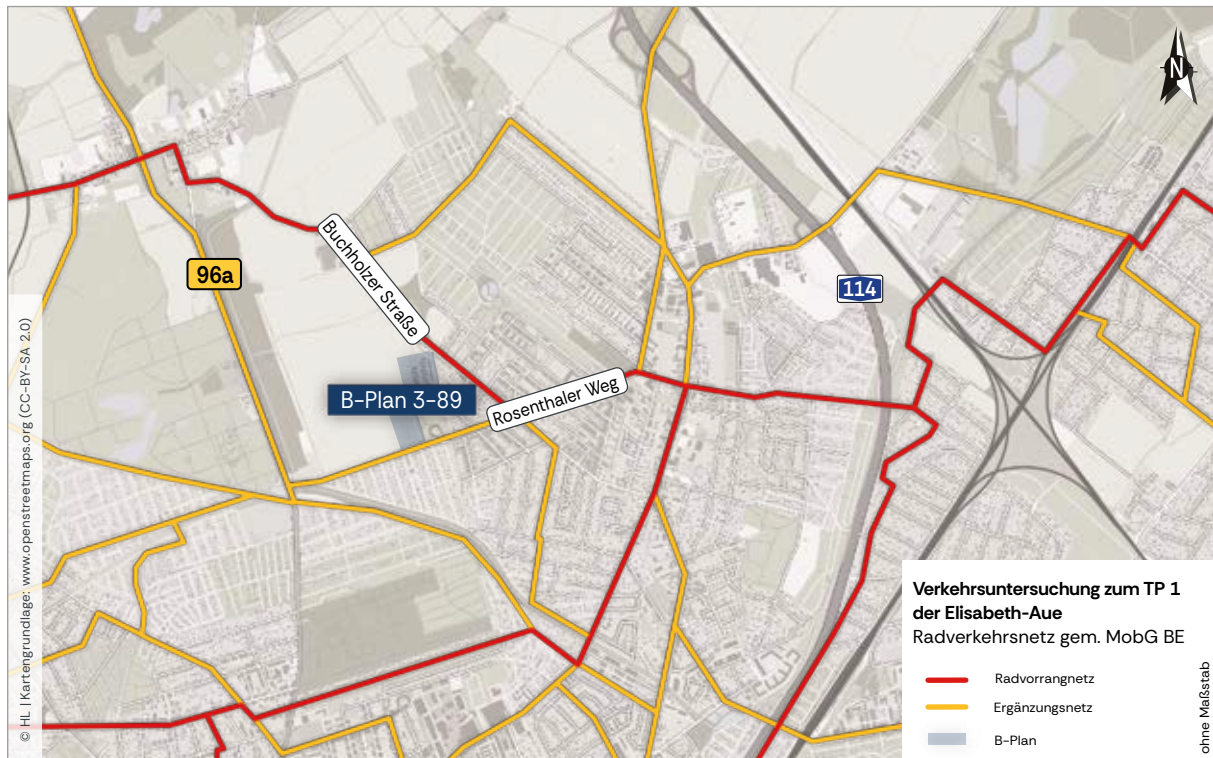 N
Buchholzer Straße
96a
114
B-Plan 3-89
Rosenthaler Weg
© HL | Kartengrundlage: www.openstreetmaps.org (CC-BY-SA 2.0)
Verkehrsuntersuchung zum TP 1
der Elisabeth-Aue
Radverkehrsnetz gem. MobG BE
Radvorrangnetz
Ergänzungsnetz
B-Plan
ohne Maßstab